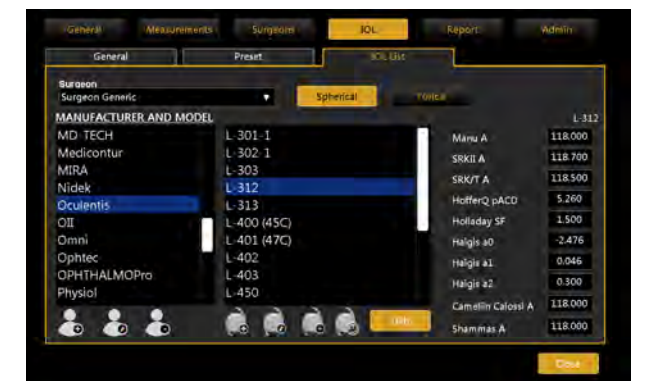 General Measurements Surgeons IOL Report Admin
General Preset IOL List
Surgeon
Surgeon Generic Spherical Torical
MANUFACTURER AND MODEL L-312
MD-TECH L-301-1 Manu A 118.000
Medicontur L-302-1 SRKII A 118.700
MIRA L-303 SRK/T A 118.500
Nidek L-312 HofferQ pACD 5.260
Oculentis L-313 Holladay SF 1.500
OII L-400 (45C) Haigis a0 -2.476
Omni L-401 (47C) Haigis a1 0.046
Ophtec L-402 Haigis a2 0.300
OPHTHALMOPro L-403 Camellin Calossi A 118.000
Physiol L-450 Shammas A 118.000
Close